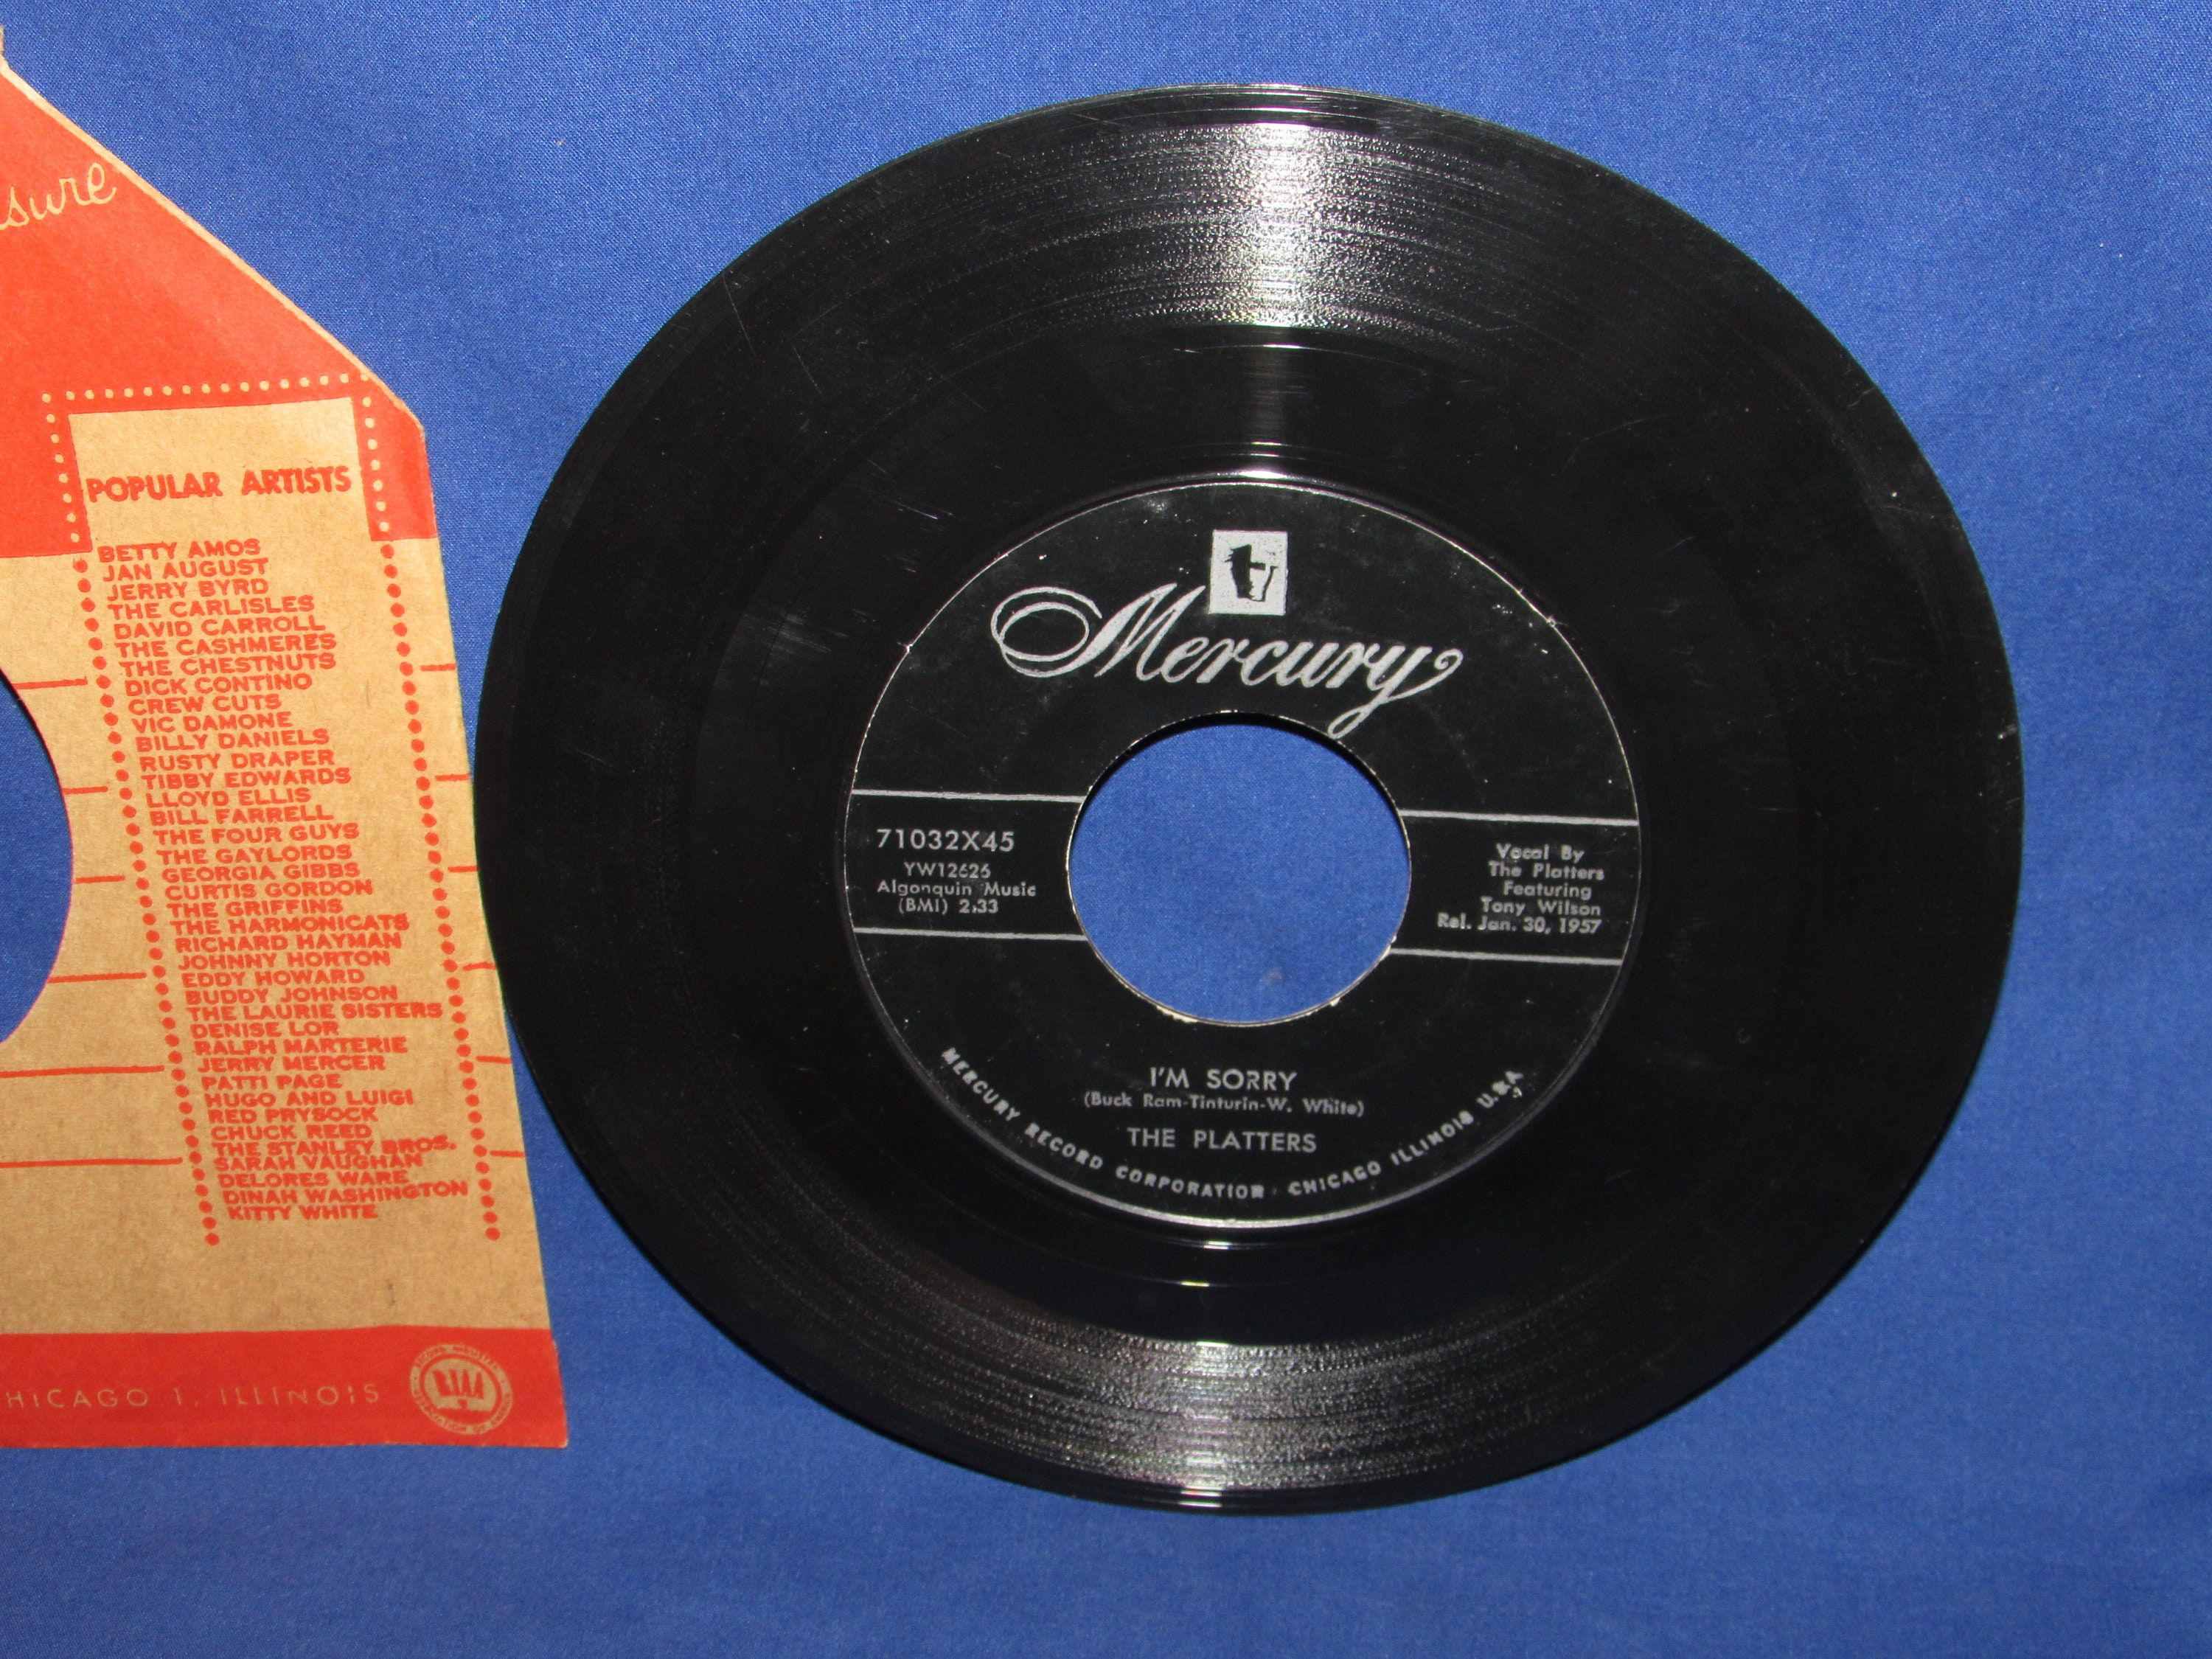 sure
POPULAR ARTISTS
BETTY AMOS
JAN AUGUST
JERRY BYRD
THE CARLISLES
DAVID CARROLL
THE CASHMERES
THE CHESTNUTS
DICK CONTINO
CREW CUTS
VIC DAMONE
BILLY DANIELS
RUSTY DRAPER
TIBBY EDWARDS
LLOYD ELLIS
BILL FARRELL
THE FOUR GUYS
THE GAYLORDS
GEORGIA GIBBS
CURTIS GORDON
THE GRIFFINS
THE HARMONICATS
RICHARD HAYMAN
JOHNNY HORTON
EDDY HOWARD
BUDDY JOHNSON
THE LAURIE SISTERS
DENISE LOR
RALPH MARTERIE
JERRY MERCER
PATTI PAGE
HUGO AND LUIGI
RED PRYSOCK
CHUCK REED
THE STANLEY BROS.
SARAH VAUGHAN
DELORES WARE
DINAH WASHINGTON
KITTY WHITE
HICAGO 1, ILLINOIS
Mercury
71032X45
YW12626
Algonquin Music
(BMI) 2:33
Vocal By
The Platters
Featuring
Tony Wilson
Rel. Jan. 30, 1957
I'M SORRY
(Buck Ram-Tinturin-W. White)
THE PLATTERS
MERCURY RECORD CORPORATION · CHICAGO ILLINOIS U.S.A.